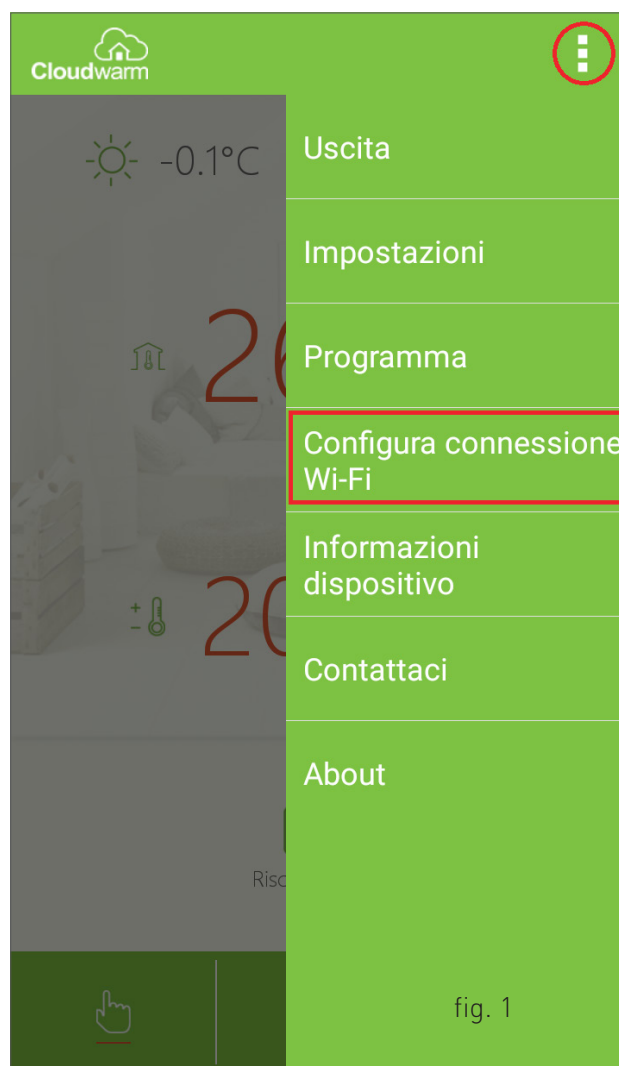 Cloudwarm
-0.1°C
Uscita
Impostazioni
Programma
Configura connessione
Wi-Fi
Informazioni
dispositivo
Contattaci
About
fig. 1